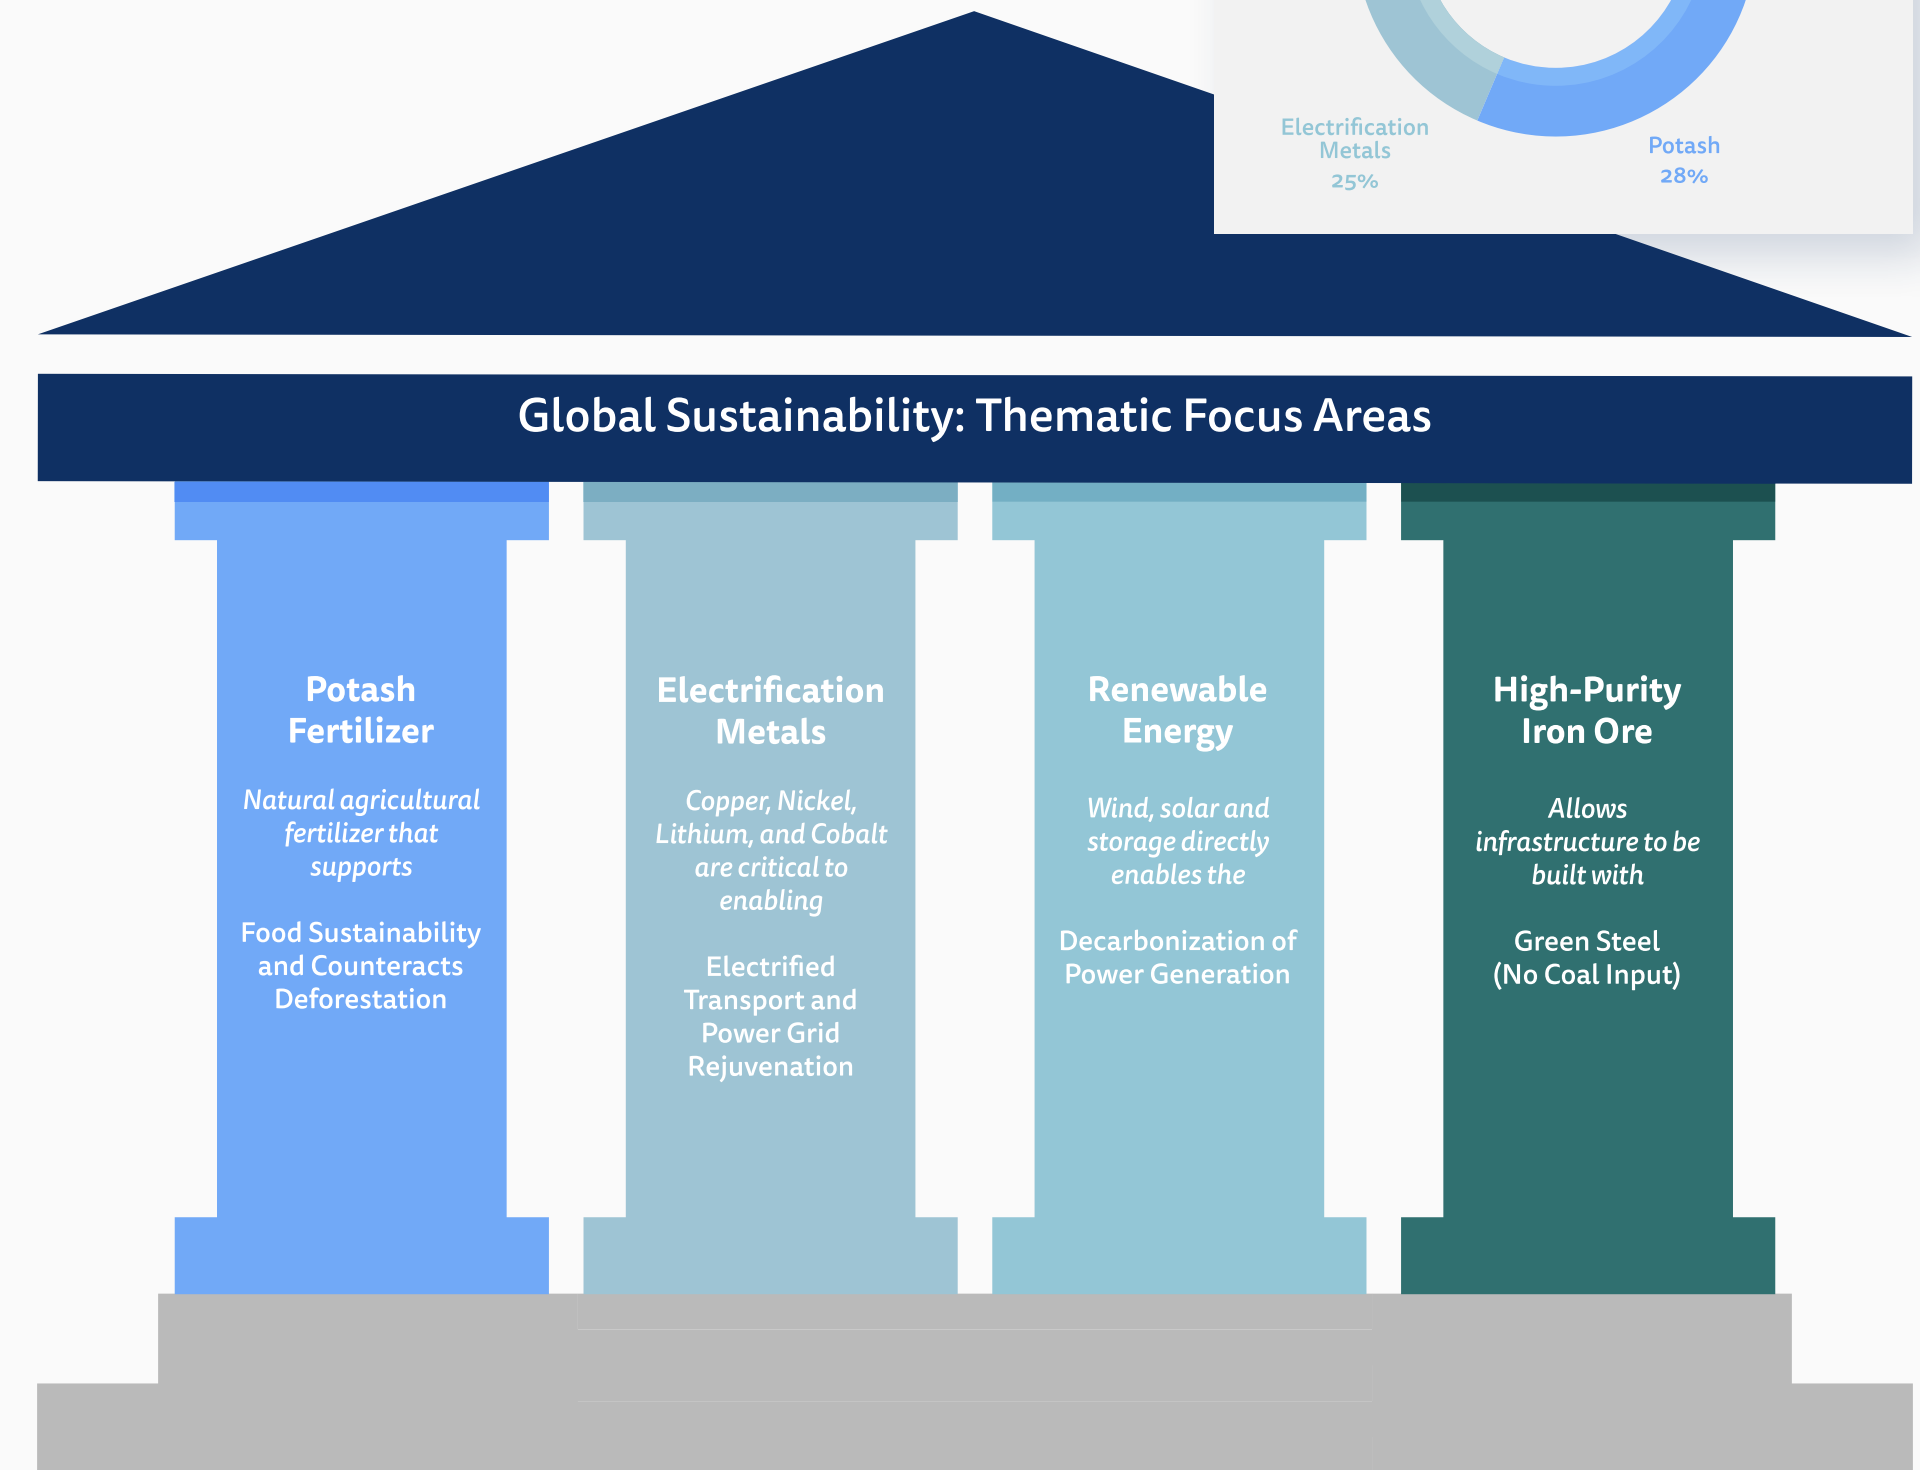 Electrification
Metals
25%
Potash
28%
Global Sustainability: Thematic Focus Areas
Potash
Fertilizer
Natural agricultural
fertilizer that
supports
Food Sustainability
and Counteracts
Deforestation
Electrification
Metals
Copper, Nickel,
Lithium, and Cobalt
are critical to
enabling
Electrified
Transport and
Power Grid
Rejuvenation
Renewable
Energy
Wind, solar and
storage directly
enables the
Decarbonization of
Power Generation
High-Purity
Iron Ore
Allows
infrastructure to be
built with
Green Steel
(No Coal Input)